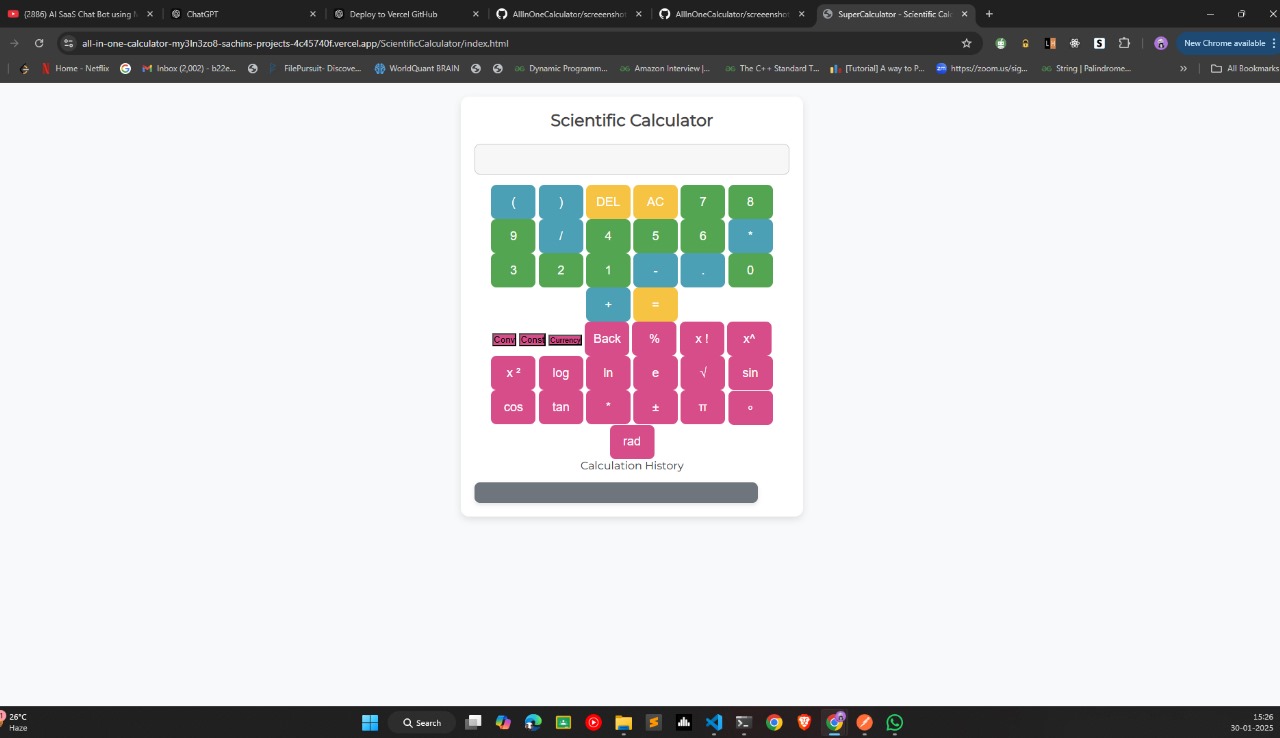 (2886) AI SaaS Chat Bot using
ChatGPT
Deploy to Vercel GitHub
AllInOneCalculator/screeenshot
AllInOneCalculator/screeenshot
SuperCalculator - Scientific Calc
all-in-one-calculator-my3ln3zo8-sachins-projects-4c45740f.vercel.app/ScientificCalculator/index.html
New Chrome available
Home - Netflix
Inbox (2,002) - b22e...
FilePursuit- Discove...
WorldQuant BRAIN
Dynamic Programm...
Amazon Interview |...
The C++ Standard T...
[Tutorial] A way to P...
https://zoom.us/sig...
String | Palindrome...
»
All Bookmarks
Scientific Calculator
( ) DEL AC 7 8
9 / 4 5 6 *
3 2 1 - . 0
+ =
Conv Const Currency Back % x ! x^
x ² log ln e √ sin
cos tan * ± π °
rad
Calculation History
26°C
Haze
Search
15:26
30-01-2025